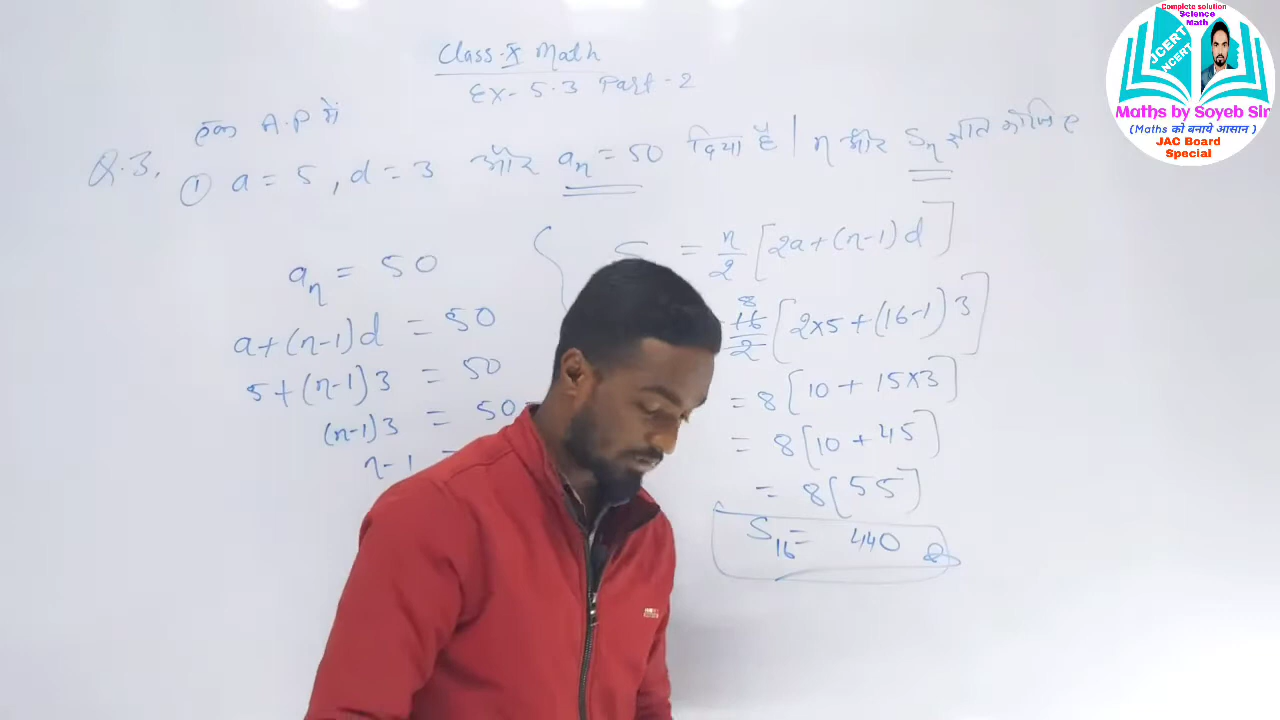 Class-X Math
Ex-5.3 Part-2
एक A.P में
Q.3. ① a = 5, d = 3 और aₙ = 50 दिया है | n और Sₙ ज्ञात कीजिए
aₙ = 50
a+(n-1)d = 50
5+(n-1)3 = 50
(n-1)3 = 50
n-1 =
S = n/2 [2a+(n-1)d]
8
16/2 [2×5+(16-1)3]
= 8[10+15×3]
= 8[10+45]
= 8[55]
S₁₆ = 440
Complete solution
Science
Math
JCERT
NCERT
Maths by Soyeb Sir
(Maths को बनाये आसान)
JAC Board
Special